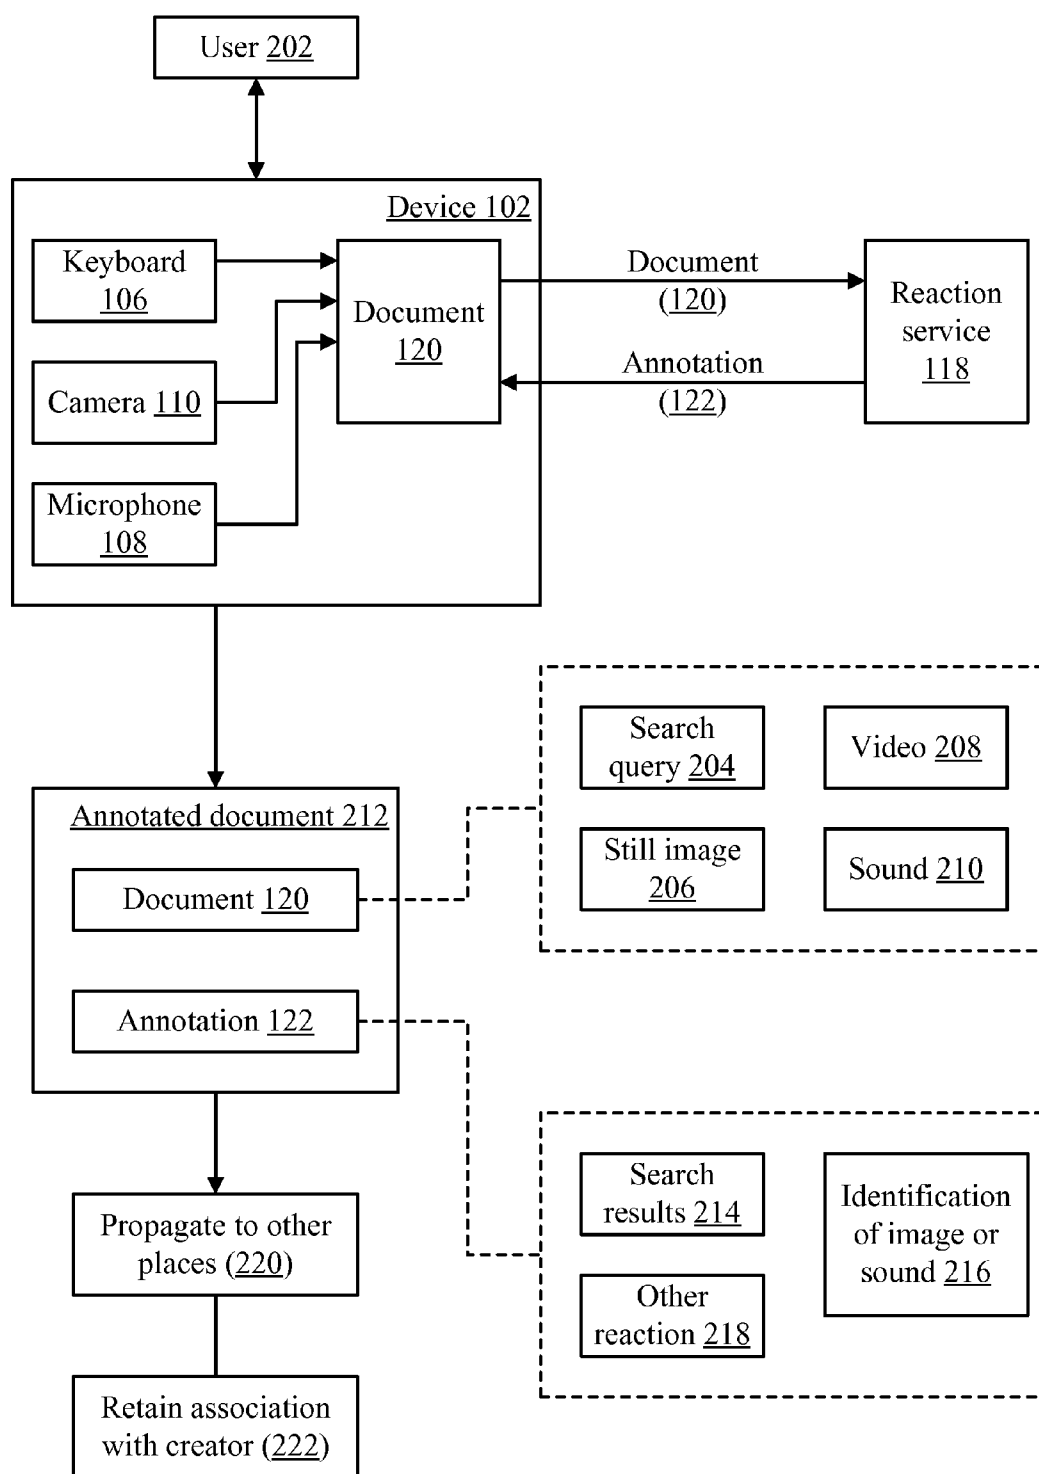 User 202
Device 102
Keyboard
106
Camera 110
Microphone
108
Document
120
Document
(120)
Annotation
(122)
Reaction
service
118
Annotated document 212
Document 120
Annotation 122
Search
query 204
Video 208
Still image
206
Sound 210
Search
results 214
Identification
of image or
sound 216
Other
reaction 218
Propagate to other
places (220)
Retain association
with creator (222)